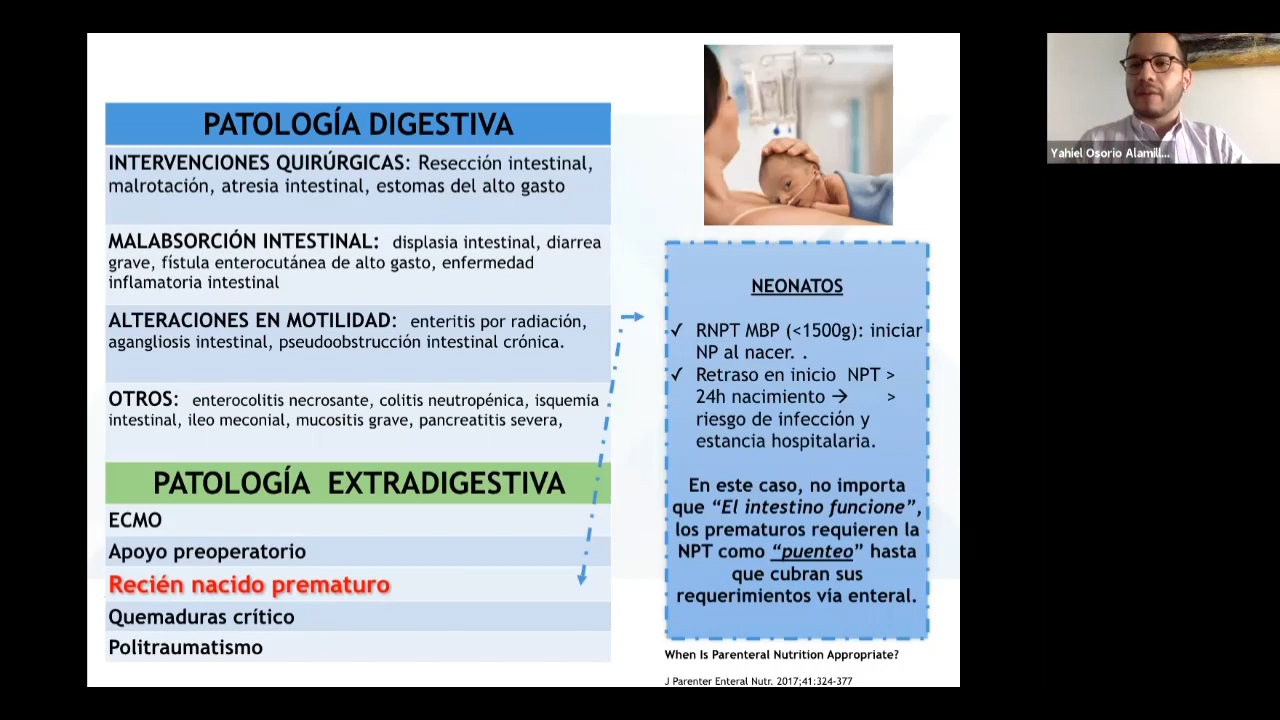 PATOLOGÍA DIGESTIVA
INTERVENCIONES QUIRÚRGICAS: Resección intestinal,
malrotación, atresia intestinal, estomas del alto gasto
MALABSORCIÓN INTESTINAL: displasia intestinal, diarrea
grave, fístula enterocutánea de alto gasto, enfermedad
inflamatoria intestinal
ALTERACIONES EN MOTILIDAD: enteritis por radiación,
agangliosis intestinal, pseudoobstrucción intestinal crónica.
OTROS: enterocolitis necrosante, colitis neutropénica, isquemia
intestinal, ileo meconial, mucositis grave, pancreatitis severa,
PATOLOGÍA EXTRADIGESTIVA
ECMO
Apoyo preoperatorio
Recién nacido prematuro
Quemaduras crítico
Politraumatismo
NEONATOS
✓ RNPT MBP (<1500g): iniciar
NP al nacer. .
✓ Retraso en inicio NPT >
24h nacimiento → >
riesgo de infección y
estancia hospitalaria.
En este caso, no importa
que “El intestino funcione”,
los prematuros requieren la
NPT como “puenteo” hasta
que cubran sus
requerimientos vía enteral.
When Is Parenteral Nutrition Appropriate?
J Parenter Enteral Nutr. 2017;41:324-377
Yahiel Osorio Alamill...